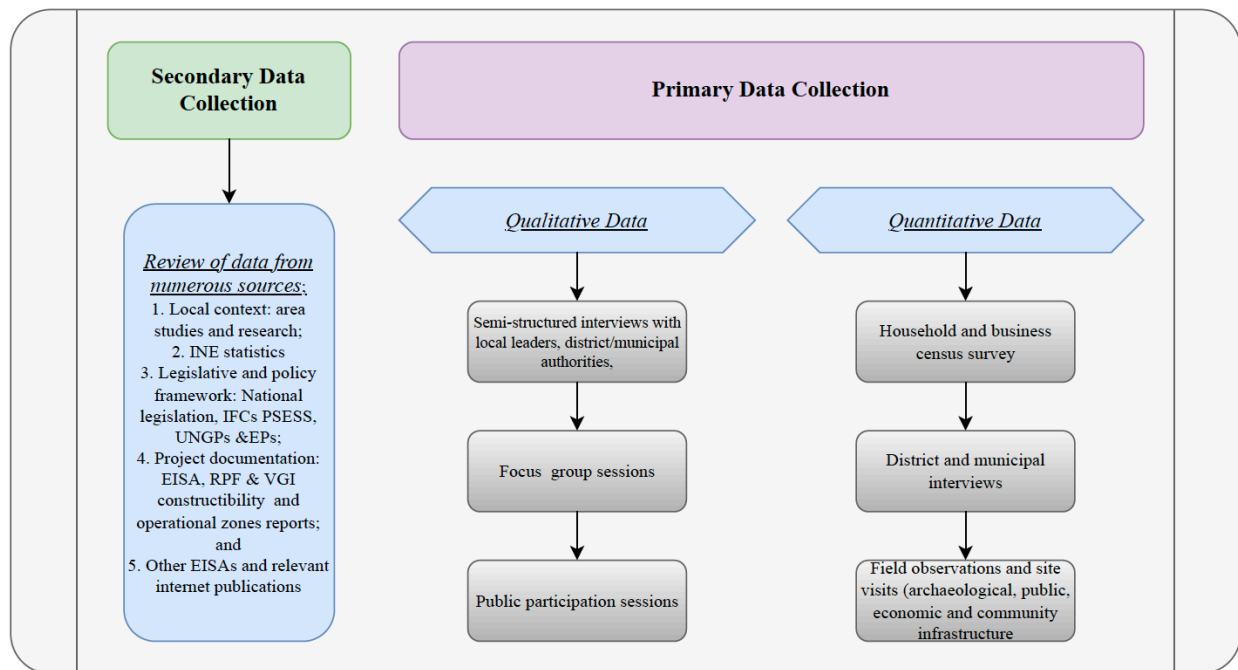 Secondary Data
Collection
Primary Data Collection
Review of data from
numerous sources;
1. Local context: area
studies and research;
2. INE statistics
3. Legislative and policy
framework: National
legislation, IFCs PSESS,
UNGPs &EPs;
4. Project documentation:
EISA, RPF & VGI
constructibility and
operational zones reports;
and
5. Other EISAs and relevant
internet publications
Qualitative Data
Semi-structured interviews with
local leaders, district/municipal
authorities,
Focus group sessions
Public participation sessions
Quantitative Data
Household and business
census survey
District and municipal
interviews
Field observations and site
visits (archaeological, public,
economic and community
infrastructure